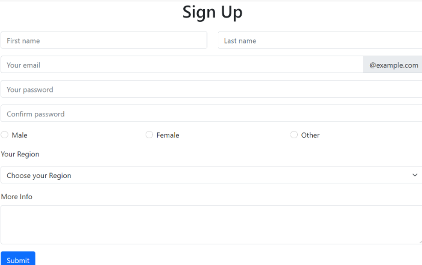 Sign Up
First name Last name
Your email @example.com
Your password
Confirm password
Male Female Other
Your Region
Choose your Region
More Info
Submit